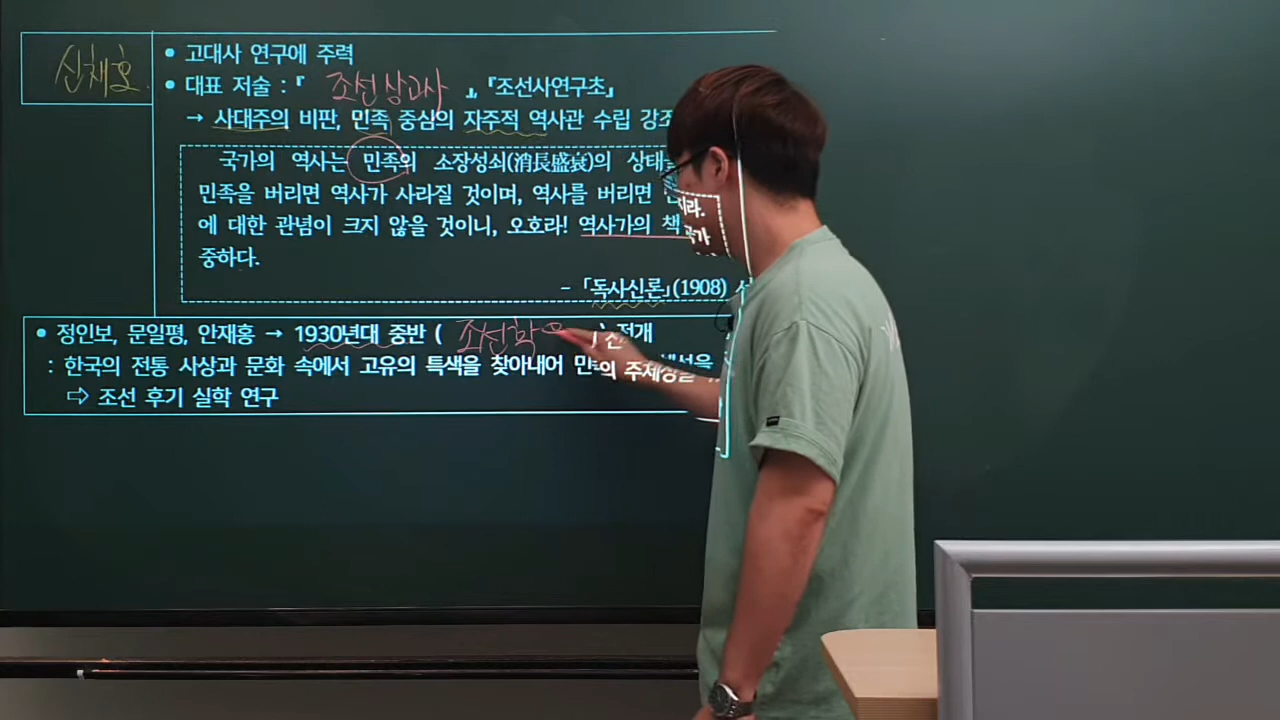 신채호
• 고대사 연구에 주력
• 대표 저술 : 『 조선상고사 』, 『조선사연구초』
→ 사대주의 비판, 민족 중심의 자주적 역사관 수립 강조
국가의 역사는 민족의 소장성쇠(消長盛衰)의 상태를
민족을 버리면 역사가 사라질 것이며, 역사를 버리면
에 대한 관념이 크지 않을 것이니, 오호라! 역사가의 책
중하다.
– 「독사신론」(1908)
• 정인보, 문일평, 안재홍 → 1930년대 중반 ( 조선학 ) 전개
: 한국의 전통 사상과 문화 속에서 고유의 특색을 찾아내어 민족의 주체성을
⇨ 조선 후기 실학 연구